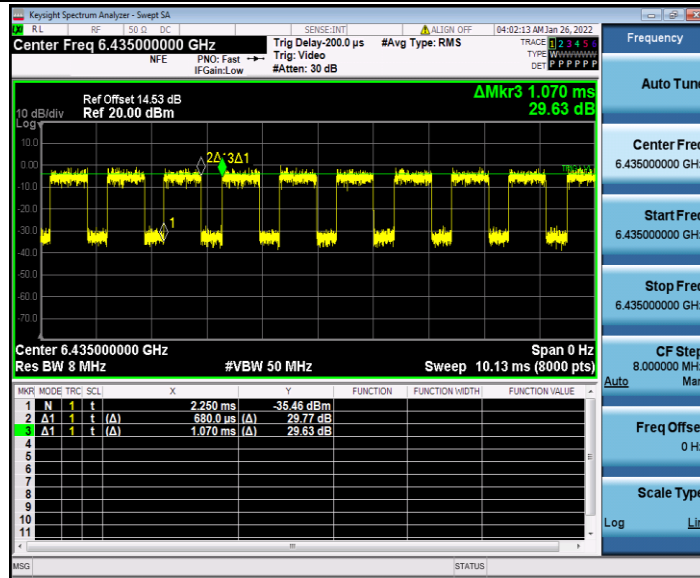 Keysight Spectrum Analyzer - Swept SA
RL RF 50 Ω DC SENSE:INT ALIGN OFF 04:02:13 AM Jan 26, 2022
Center Freq 6.435000000 GHz
NFE PNO: Fast IFGain:Low
Trig Delay-200.0 µs #Avg Type: RMS
Trig: Video
#Atten: 30 dB
TRACE 1 2 3 4 5 6
TYPE WWWWWW
DET P P P P P P
ΔMkr3 1.070 ms
29.63 dB
Ref Offset 14.53 dB
10 dB/div Ref 20.00 dBm
Log
10.0
0.00
-10.0
-20.0
-30.0
-40.0
-50.0
-60.0
-70.0
2Δ 3Δ1
1
Center 6.435000000 GHz Span 0 Hz
Res BW 8 MHz #VBW 50 MHz Sweep 10.13 ms (8000 pts)
MKR MODE TRC SCL X Y FUNCTION FUNCTION WIDTH FUNCTION VALUE
1 N 1 t 2.250 ms -35.46 dBm
2 Δ1 1 t (Δ) 680.0 µs (Δ) 29.77 dB
3 Δ1 1 t (Δ) 1.070 ms (Δ) 29.63 dB
4
5
6
7
8
9
10
11
MSG STATUS
Frequency
Auto Tune
Center Freq
6.435000000 GHz
Start Freq
6.435000000 GHz
Stop Freq
6.435000000 GHz
CF Step
8.000000 MHz
Auto Man
Freq Offset
0 Hz
Scale Type
Log Lin